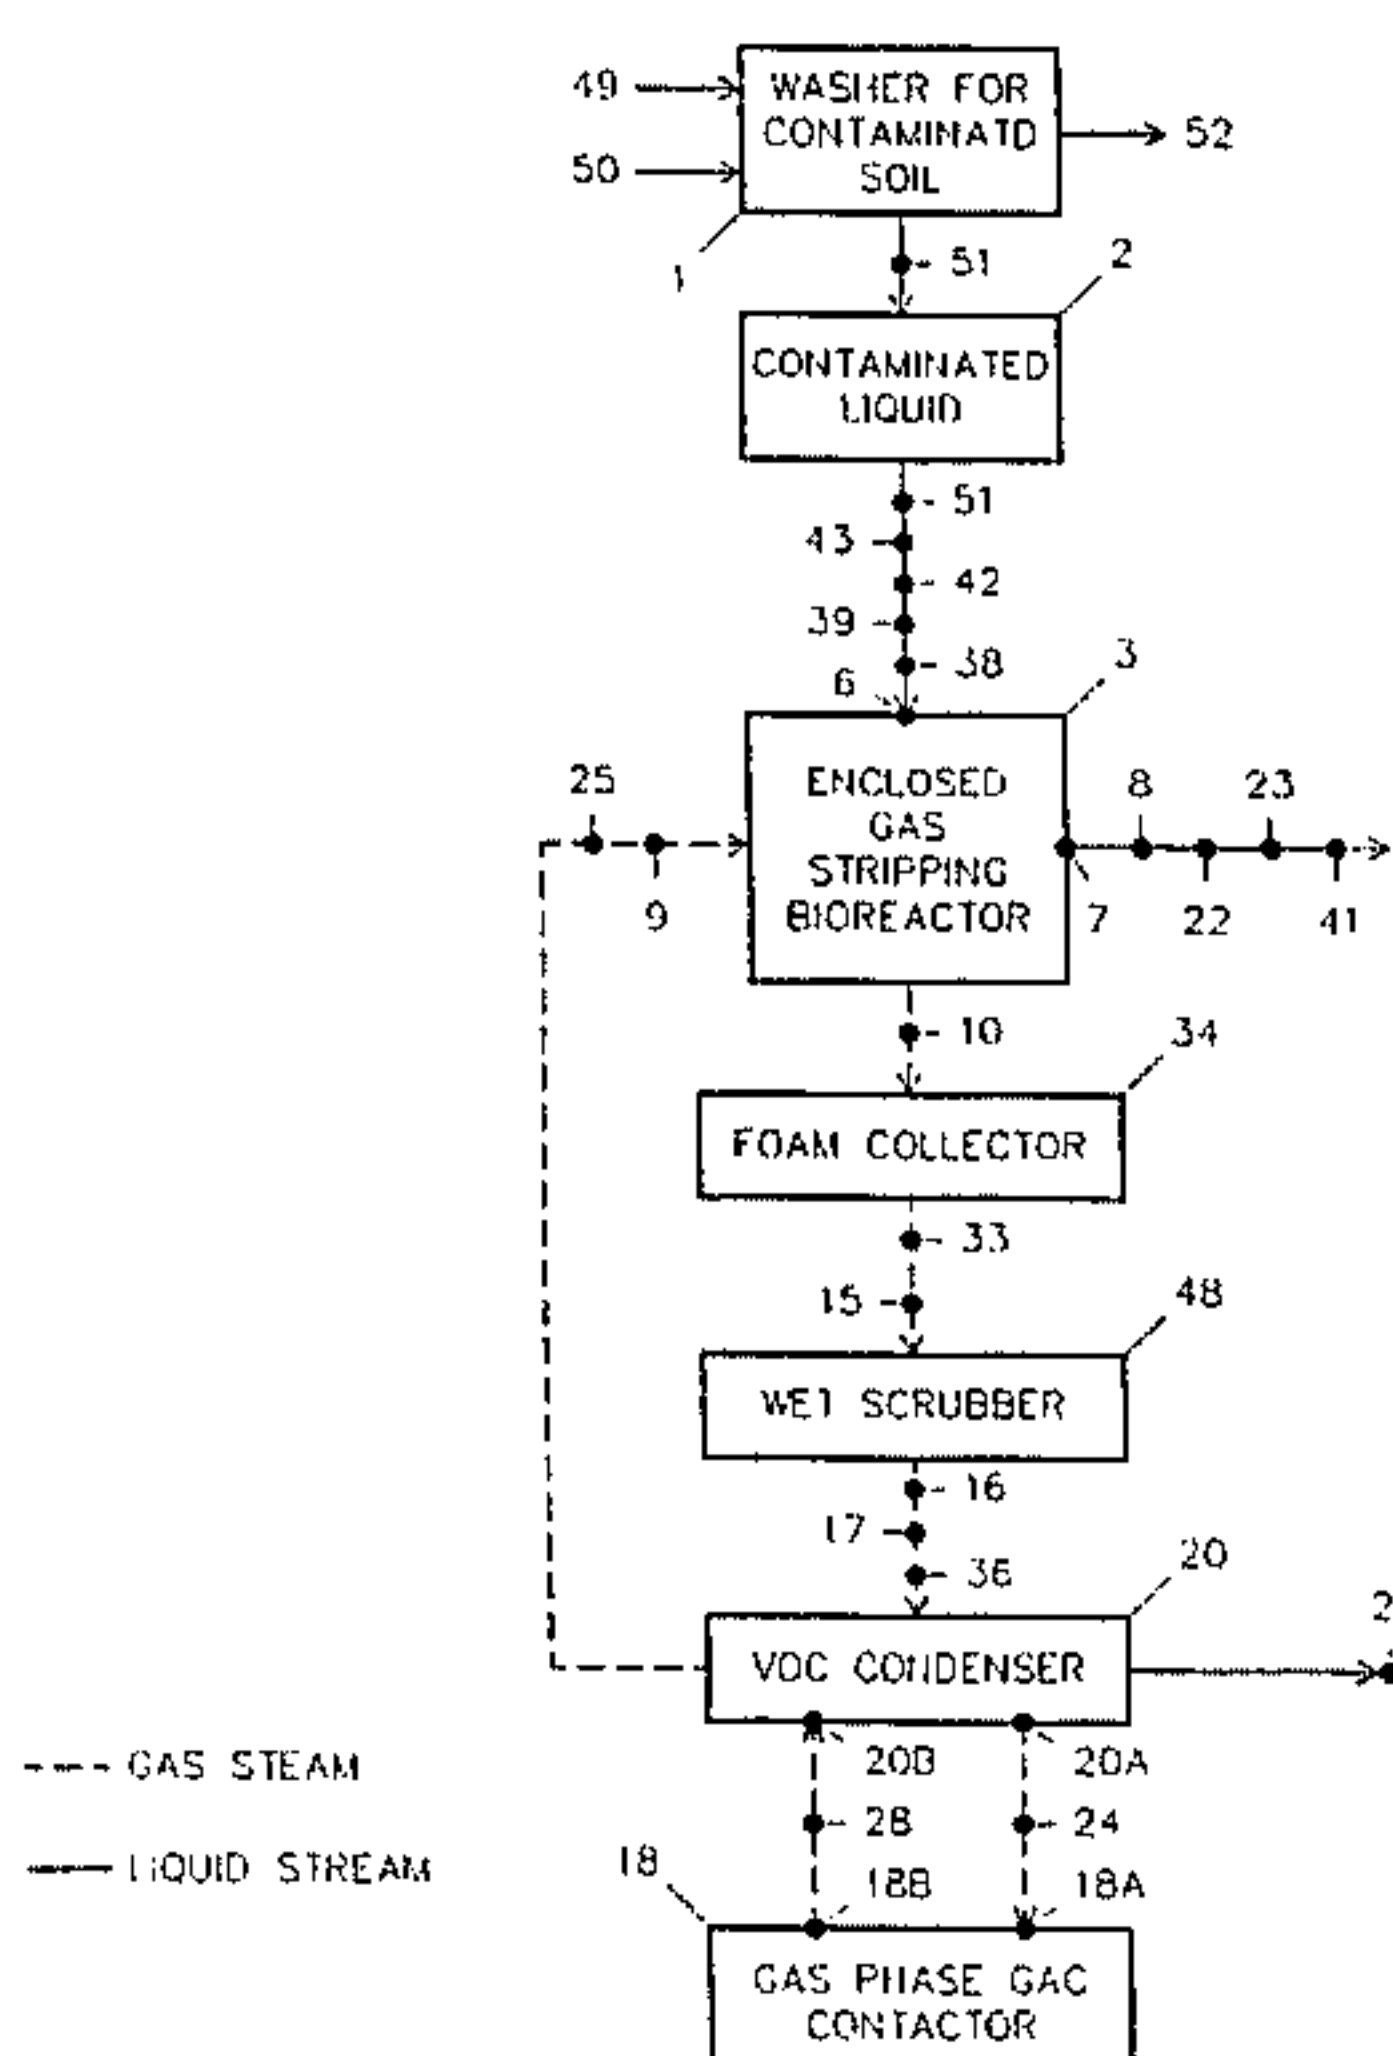 49
WASHER FOR
CONTAMINATD
SOIL
52
50
1
51
2
CONTAMINATED
LIQUID
51
43
42
39
38
6
3
25
9
ENCLOSED
GAS
STRIPPING
BIOREACTOR
8
23
7
22
41
10
34
FOAM COLLECTOR
33
15
48
WET SCRUBBER
16
17
36
20
2
VOC CONDENSER
20B
20A
GAS STEAM
28
24
LIQUID STREAM
18
18B
18A
GAS PHASE GAC
CONTACTOR